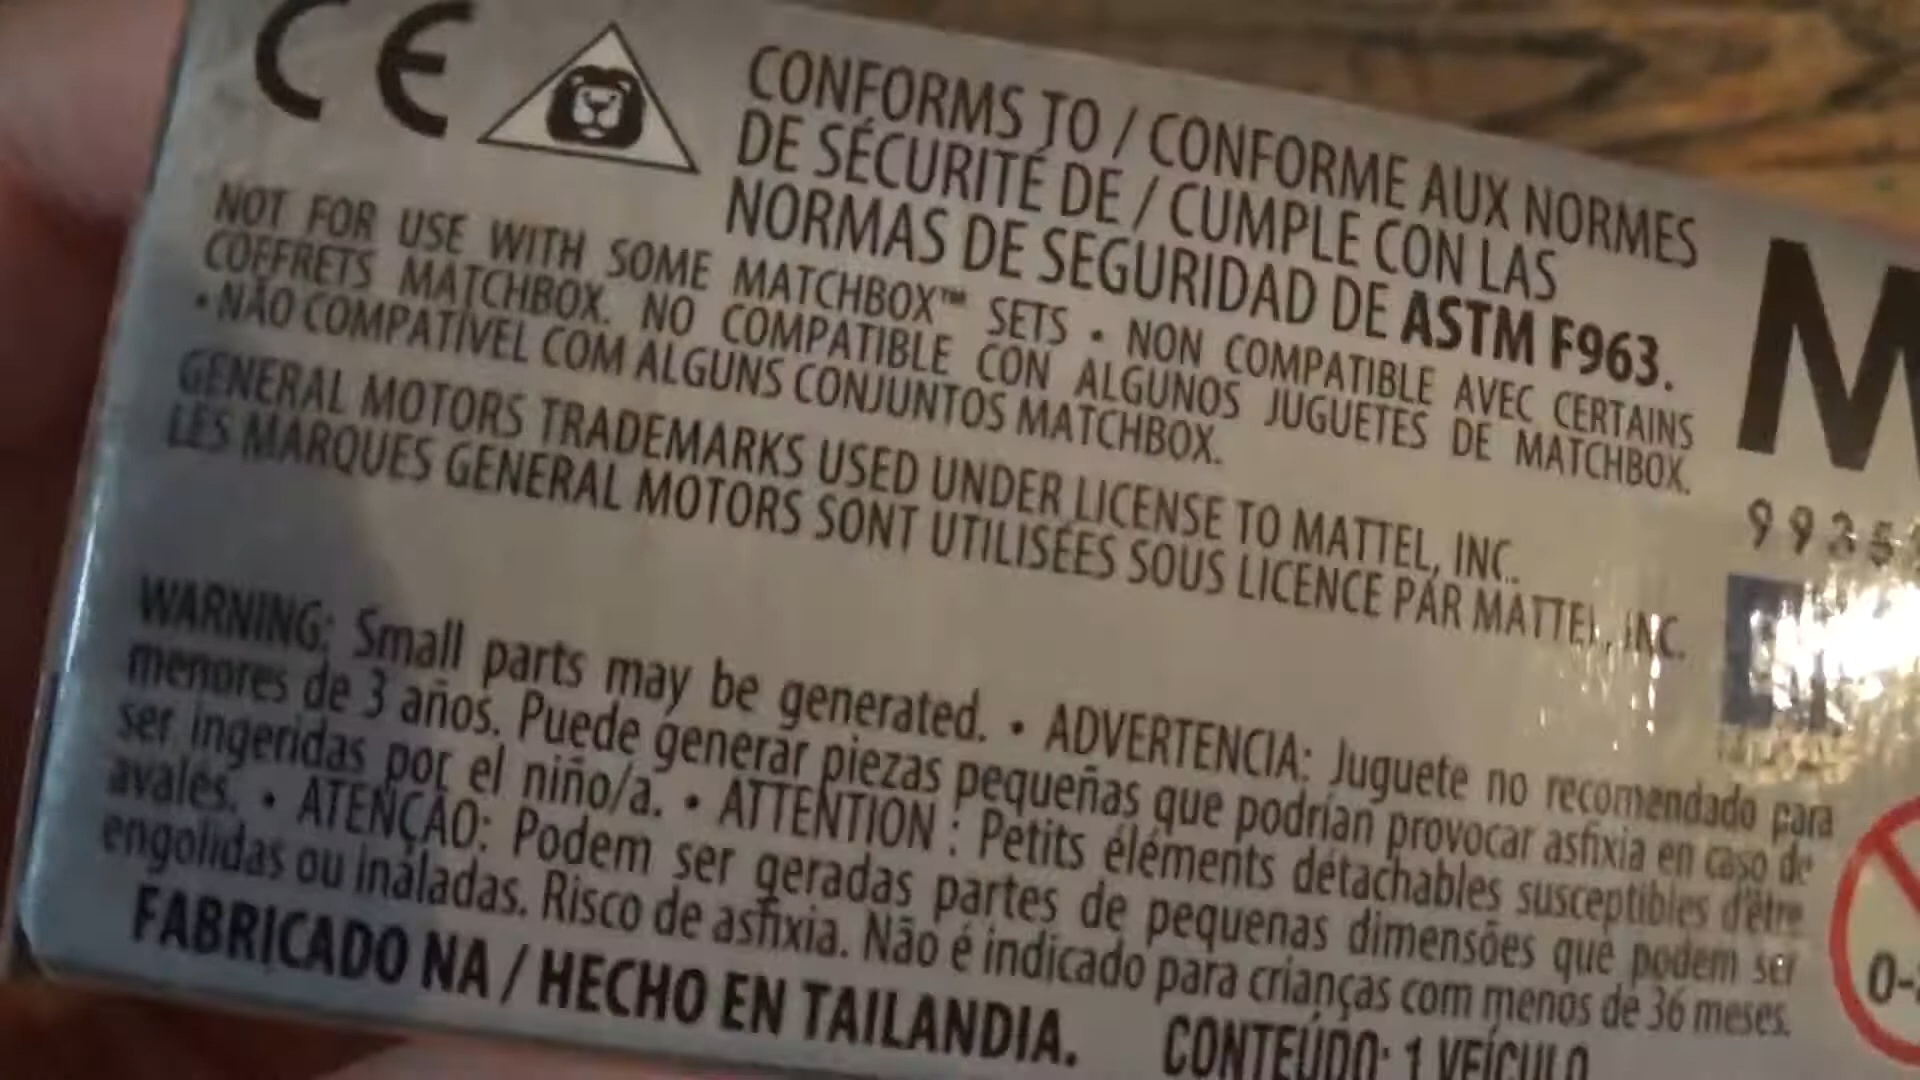 CE
CONFORMS TO / CONFORME AUX NORMES
DE SÉCURITÉ DE / CUMPLE CON LAS
NORMAS DE SEGURIDAD DE ASTM F963.
NOT FOR USE WITH SOME MATCHBOX™ SETS • NON COMPATIBLE AVEC CERTAINS
COFFRETS MATCHBOX. NO COMPATIBLE CON ALGUNOS JUGUETES DE MATCHBOX.
• NÃO COMPATÍVEL COM ALGUNS CONJUNTOS MATCHBOX.
GENERAL MOTORS TRADEMARKS USED UNDER LICENSE TO MATTEL, INC.
LES MARQUES GENERAL MOTORS SONT UTILISÉES SOUS LICENCE PAR MATTEL, INC.
WARNING: Small parts may be generated. • ADVERTENCIA: Juguete no recomendado para
menores de 3 años. Puede generar piezas pequeñas que podrían provocar asfixia en caso de
ser ingeridas por el niño/a. • ATTENTION : Petits éléments détachables susceptibles d'être
avalés. • ATENÇÃO: Podem ser geradas partes de pequenas dimensões que podem ser
engolidas ou inaladas. Risco de asfixia. Não é indicado para crianças com menos de 36 meses.
FABRICADO NA / HECHO EN TAILANDIA. CONTEÚDO: 1 VEÍCULO
M